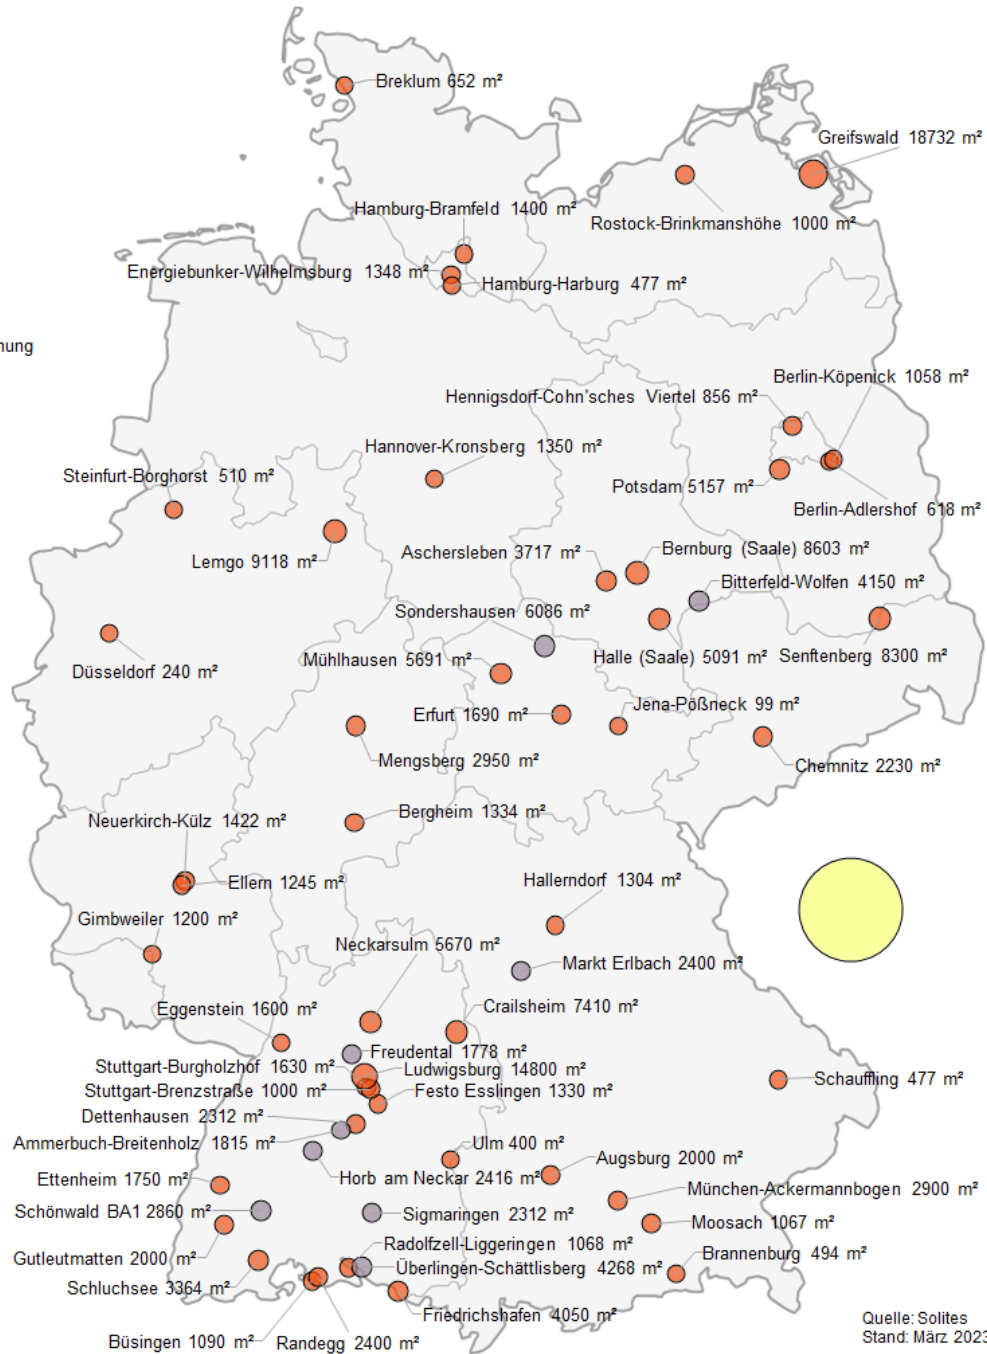 Breklum 652 m²
Greifswald 18732 m²
Hamburg-Bramfeld 1400 m²
Rostock-Brinkmanshöhe 1000 m²
Energiebunker-Wilhelmsburg 1348 m²
Hamburg-Harburg 477 m²
nung
Berlin-Köpenick 1058 m²
Hennigsdorf-Cohn'sches Viertel 856 m²
Hannover-Kronsberg 1350 m²
Steinfurt-Borghorst 510 m²
Potsdam 5157 m²
Berlin-Adlershof 618 m²
Lemgo 9118 m²
Aschersleben 3717 m²
Bernburg (Saale) 8603 m²
Bitterfeld-Wolfen 4150 m²
Sondershausen 6086 m²
Mühlhausen 5691 m²
Halle (Saale) 5091 m²
Senftenberg 8300 m²
Düsseldorf 240 m²
Erfurt 1690 m²
Jena-Pößneck 99 m²
Mengsberg 2950 m²
Chemnitz 2230 m²
Bergheim 1334 m²
Neuerkirch-Külz 1422 m²
Ellern 1245 m²
Hallerndorf 1304 m²
Gimbweiler 1200 m²
Neckarsulm 5670 m²
Markt Erlbach 2400 m²
Eggenstein 1600 m²
Crailsheim 7410 m²
Freudental 1778 m²
Stuttgart-Burgholzhof 1630 m²
Ludwigsburg 14800 m²
Stuttgart-Brenzstraße 1000 m²
Festo Esslingen 1330 m²
Schauffling 477 m²
Dettenhausen 2312 m²
Ammerbuch-Breitenholz 1815 m²
Ulm 400 m²
Augsburg 2000 m²
Ettenheim 1750 m²
Horb am Neckar 2416 m²
München-Ackermannbogen 2900 m²
Schönwald BA1 2860 m²
Sigmaringen 2312 m²
Moosach 1067 m²
Radolfzell-Liggeringen 1068 m²
Brannenburg 494 m²
Gutleutmatten 2000 m²
Überlingen-Schättlisberg 4268 m²
Schluchsee 3364 m²
Friedrichshafen 4050 m²
Büsingen 1090 m²
Randegg 2400 m²
Quelle: Solites
Stand: März 2023